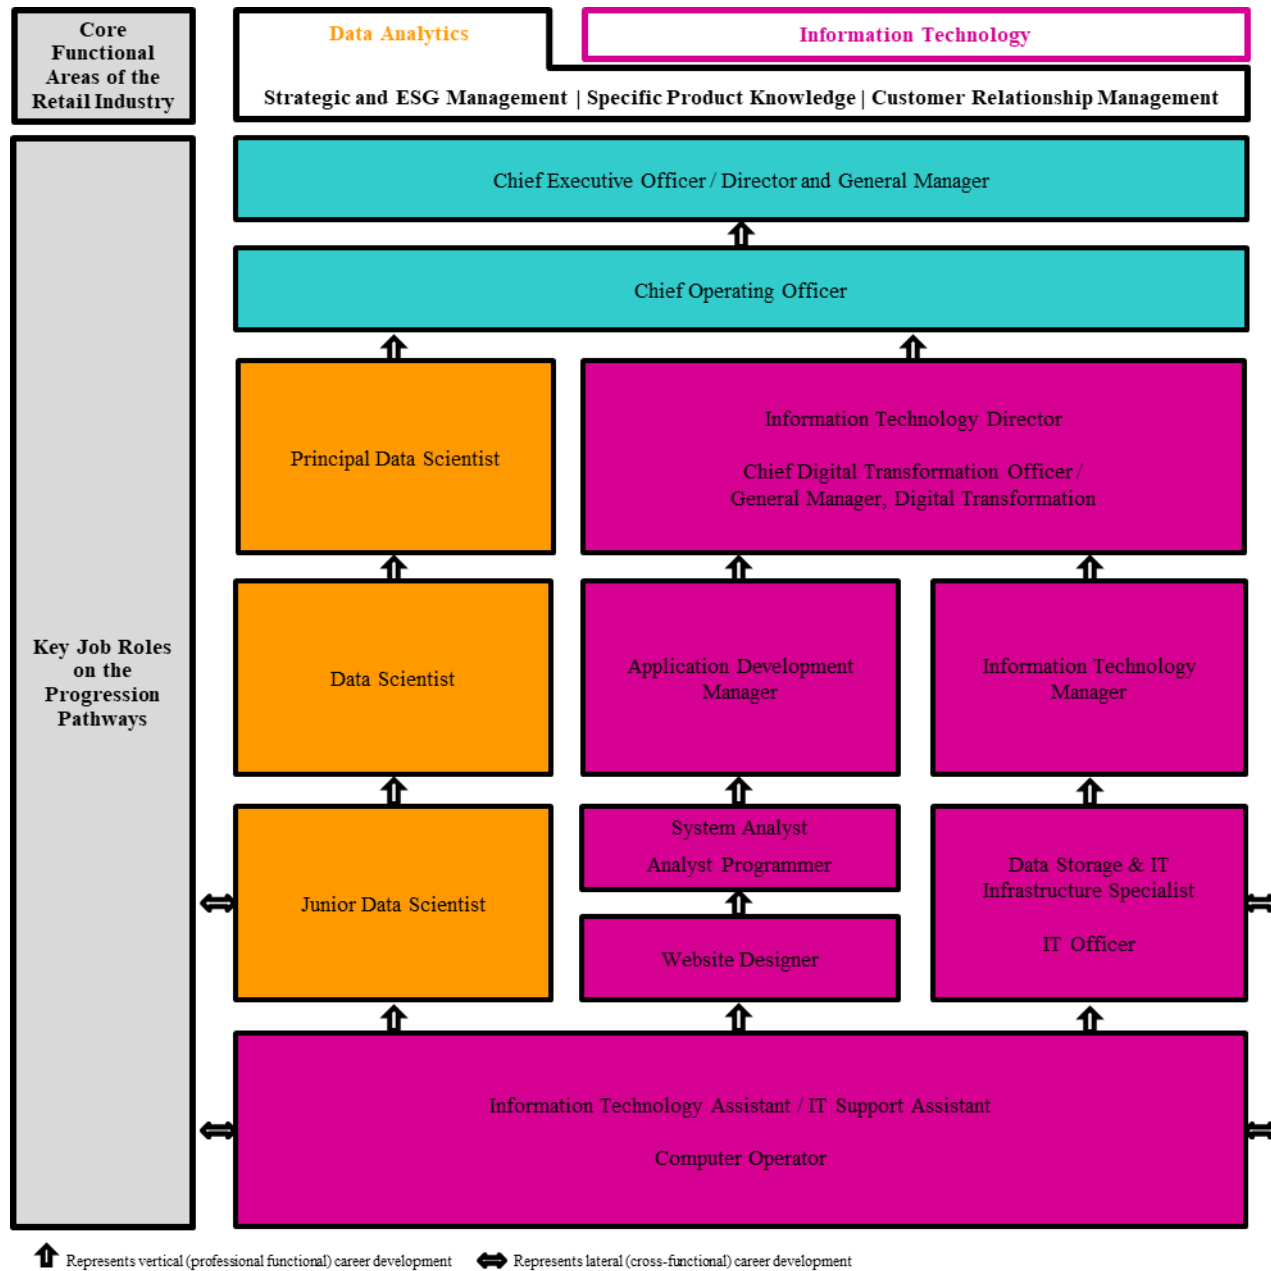 Core
Functional
Areas of the
Retail Industry
Data Analytics
Information Technology
Strategic and ESG Management | Specific Product Knowledge | Customer Relationship Management
Key Job Roles
on the
Progression
Pathways
Chief Executive Officer / Director and General Manager
Chief Operating Officer
Principal Data Scientist
Information Technology Director
Chief Digital Transformation Officer /
General Manager, Digital Transformation
Data Scientist
Application Development
Manager
Information Technology
Manager
Junior Data Scientist
System Analyst
Analyst Programmer
Website Designer
Data Storage & IT
Infrastructure Specialist
IT Officer
Information Technology Assistant / IT Support Assistant
Computer Operator
Represents vertical (professional functional) career development
Represents lateral (cross-functional) career development